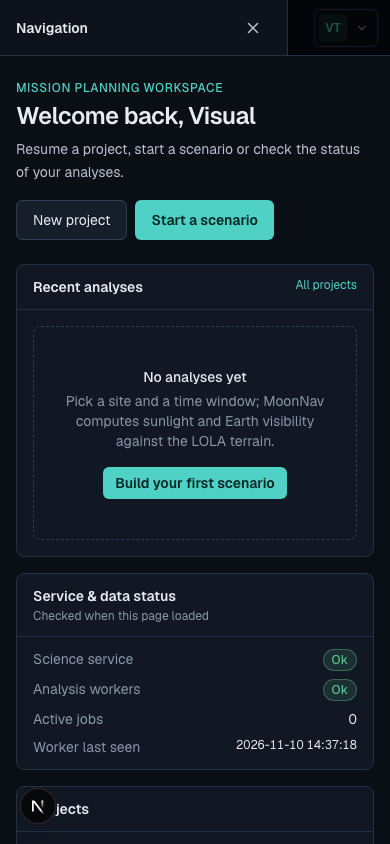 Navigation
VT
MISSION PLANNING WORKSPACE
Welcome back, Visual
Resume a project, start a scenario or check the status
of your analyses.
New project
Start a scenario
Recent analyses
All projects
No analyses yet
Pick a site and a time window; MoonNav
computes sunlight and Earth visibility
against the LOLA terrain.
Build your first scenario
Service & data status
Checked when this page loaded
Science service
Ok
Analysis workers
Ok
Active jobs
0
Worker last seen
2026-11-10 14:37:18
N
jects